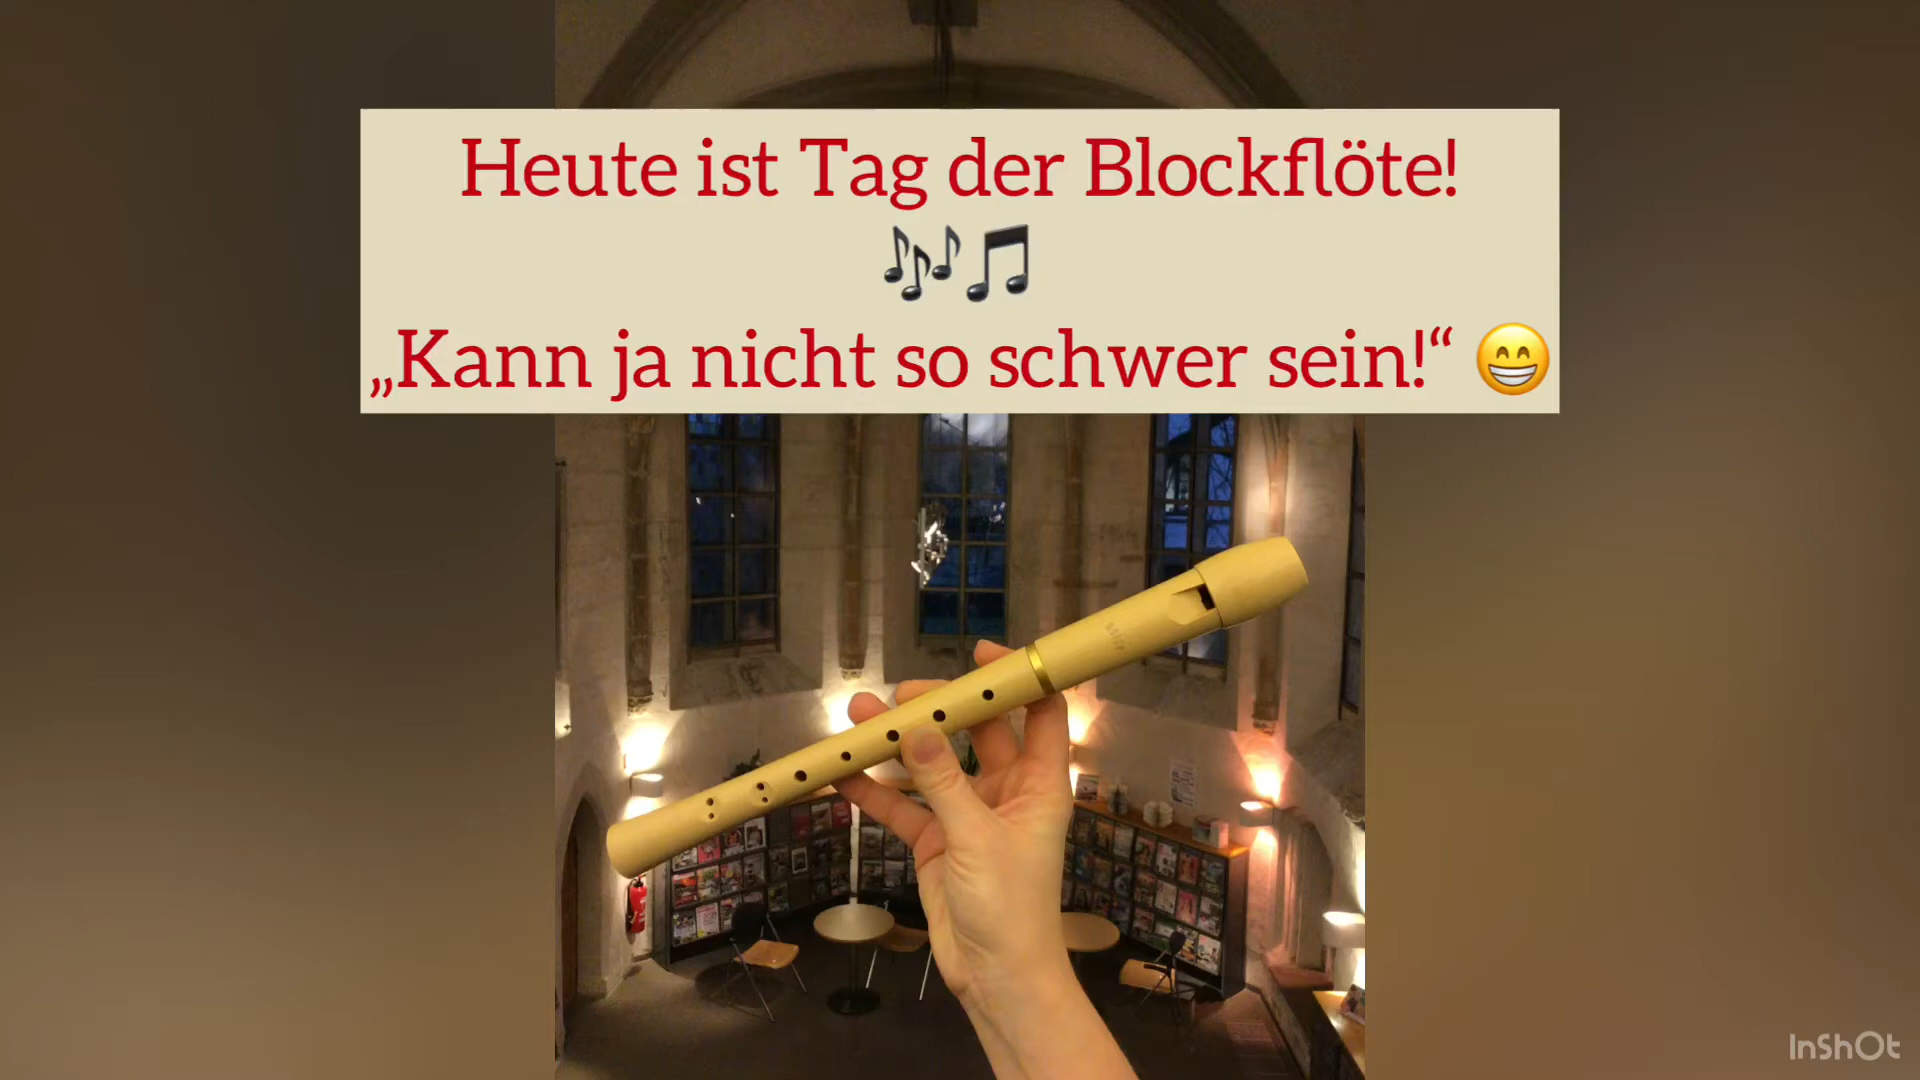 Heute ist Tag der Blockflöte!
🎶🎵
„Kann ja nicht so schwer sein!“ 😁
InShOt